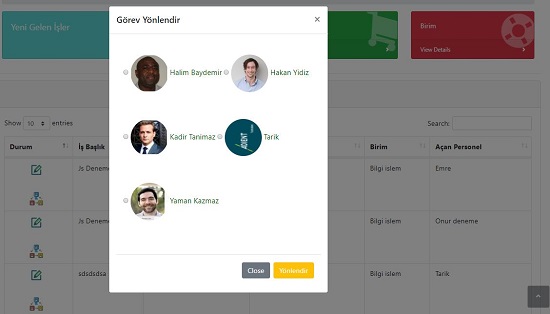 Görev Yönlendir ×
Yeni Gelen İşler
Birim
View Details
Halim Baydemir
Hakan Yidiz
Kadir Tanimaz
Tarik
Yaman Kazmaz
Close
Yönlendir
Show 10 entries
Search:
Durum İş Başlık Birim Açan Personel
Js Deneme Bilgi islem Emre
Js Deneme Bilgi islem Onur deneme
sdsdsdsa Bilgi islem Tarik